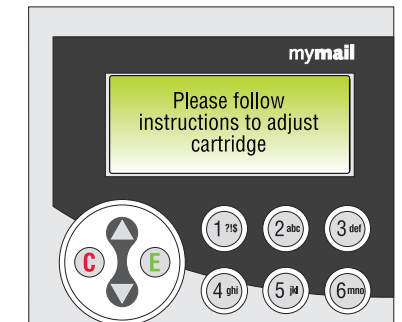 mymail
Please follow
instructions to adjust
cartridge
C E
1 ?!$ 2 abc 3 def
4 ghi 5 jkl 6 mno